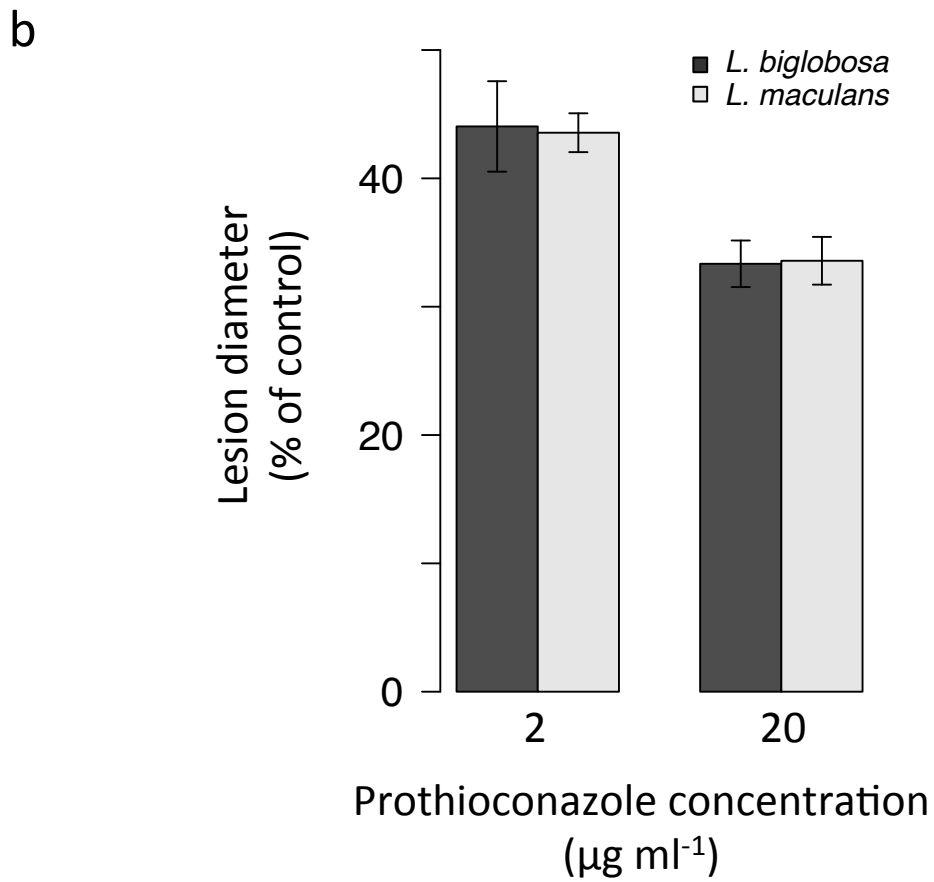 b
L. biglobosa
L. maculans
Lesion diameter
(% of control)
40
20
0
2
20
Prothioconazole concentration
(µg ml⁻¹)